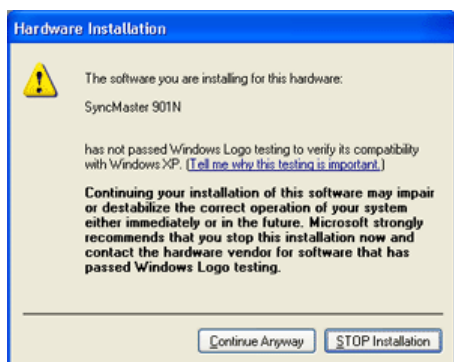 Hardware Installation
The software you are installing for this hardware:
SyncMaster 901N
has not passed Windows Logo testing to verify its compatibility
with Windows XP. (Tell me why this testing is important.)
Continuing your installation of this software may impair
or destabilize the correct operation of your system
either immediately or in the future. Microsoft strongly
recommends that you stop this installation now and
contact the hardware vendor for software that has
passed Windows Logo testing.
Continue Anyway STOP Installation